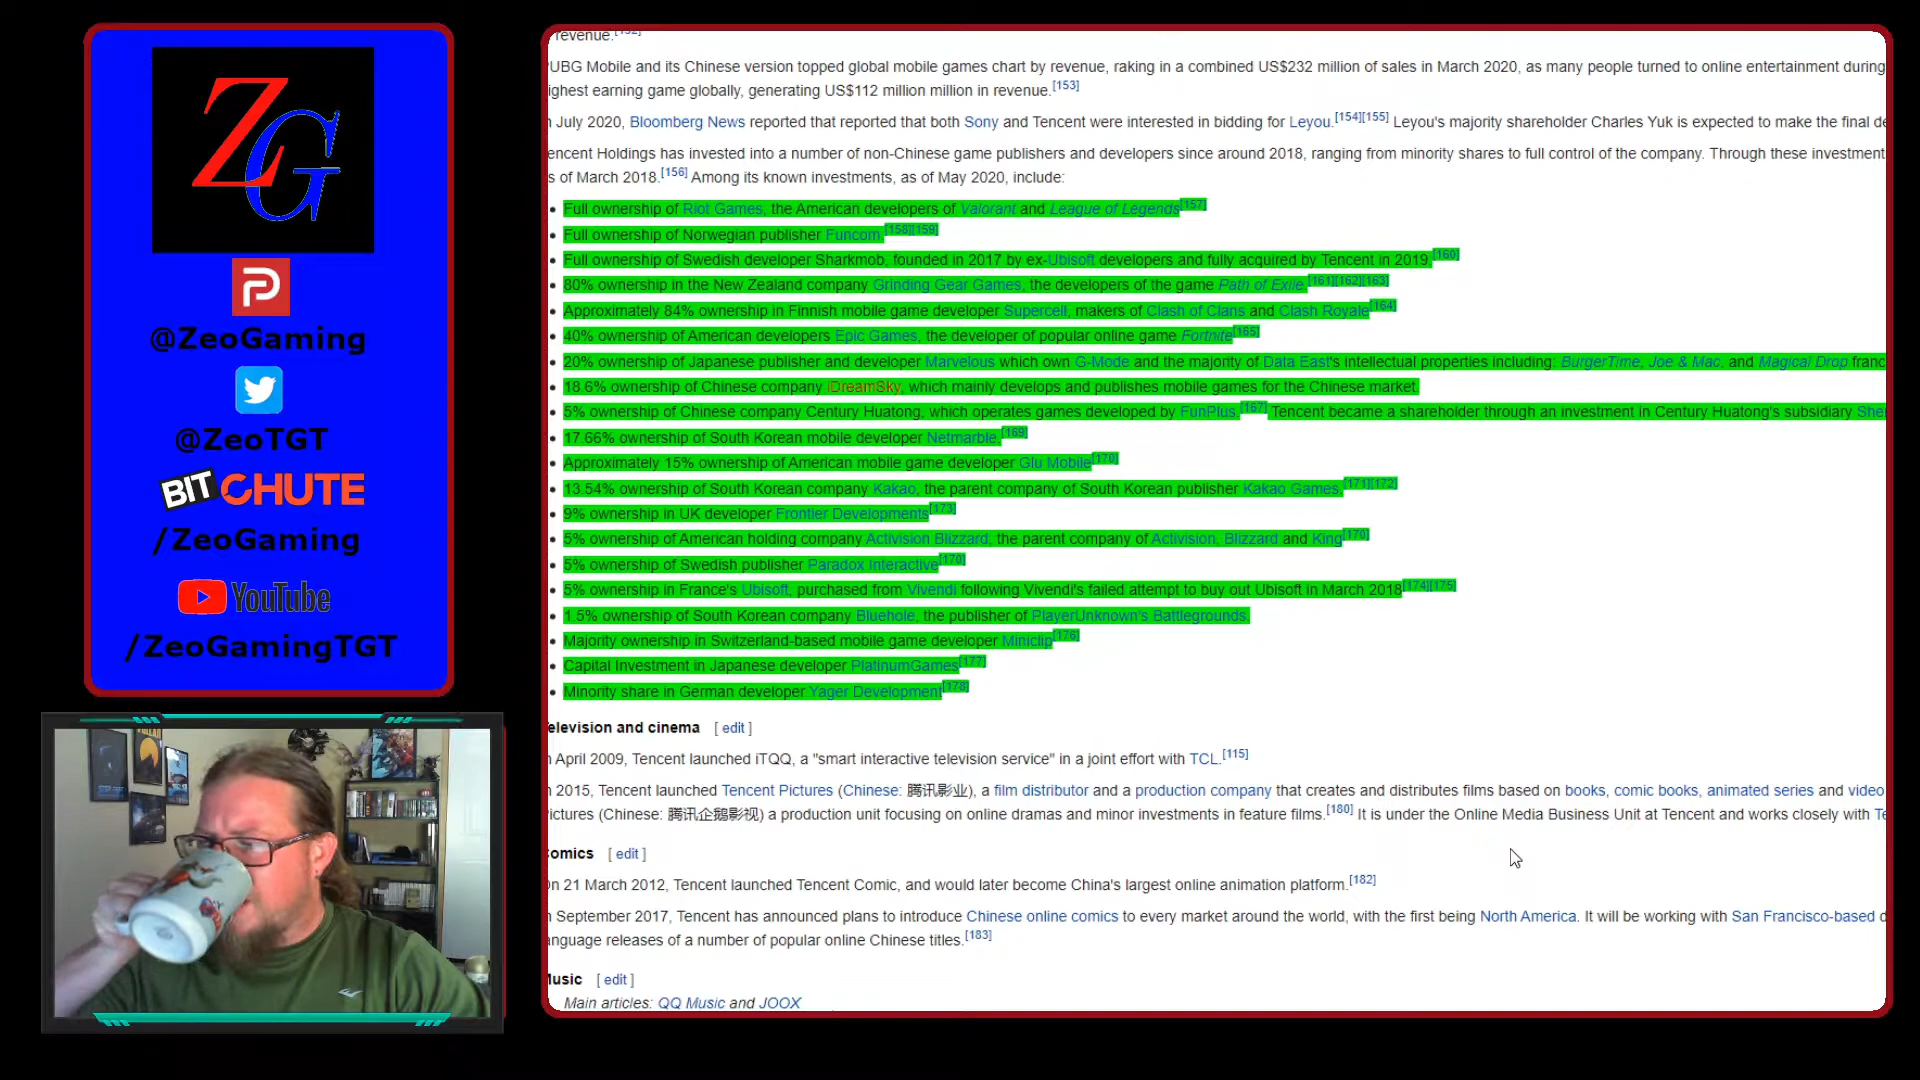 ZG
@ZeoGaming
@ZeoTGT
BIT CHUTE
/ZeoGaming
YouTube
/ZeoGamingTGT
revenue.[152]
UBG Mobile and its Chinese version topped global mobile games chart by revenue, raking in a combined US$232 million of sales in March 2020, as many people turned to online entertainment during
ighest earning game globally, generating US$112 million million in revenue.[153]
July 2020, Bloomberg News reported that reported that both Sony and Tencent were interested in bidding for Leyou.[154][155] Leyou's majority shareholder Charles Yuk is expected to make the final de
encent Holdings has invested into a number of non-Chinese game publishers and developers since around 2018, ranging from minority shares to full control of the company. Through these investment
s of March 2018.[156] Among its known investments, as of May 2020, include:
• Full ownership of Riot Games, the American developers of Valorant and League of Legends[157]
• Full ownership of Norwegian publisher Funcom.[158][159]
• Full ownership of Swedish developer Sharkmob, founded in 2017 by ex-Ubisoft developers and fully acquired by Tencent in 2019.[160]
• 80% ownership in the New Zealand company Grinding Gear Games, the developers of the game Path of Exile.[161][162][163]
• Approximately 84% ownership in Finnish mobile game developer Supercell, makers of Clash of Clans and Clash Royale[164]
• 40% ownership of American developers Epic Games, the developer of popular online game Fortnite[165]
• 20% ownership of Japanese publisher and developer Marvelous which own G-Mode and the majority of Data East's intellectual properties including: BurgerTime, Joe & Mac, and Magical Drop franc
• 18.6% ownership of Chinese company iDreamSky, which mainly develops and publishes mobile games for the Chinese market.
• 5% ownership of Chinese company Century Huatong, which operates games developed by FunPlus.[167] Tencent became a shareholder through an investment in Century Huatong's subsidiary She
• 17.66% ownership of South Korean mobile developer Netmarble.[169]
• Approximately 15% ownership of American mobile game developer Glu Mobile[170]
• 13.54% ownership of South Korean company Kakao, the parent company of South Korean publisher Kakao Games.[171][172]
• 9% ownership in UK developer Frontier Developments[173]
• 5% ownership of American holding company Activision Blizzard, the parent company of Activision, Blizzard and King[170]
• 5% ownership of Swedish publisher Paradox Interactive[170]
• 5% ownership in France's Ubisoft, purchased from Vivendi following Vivendi's failed attempt to buy out Ubisoft in March 2018[174][175]
• 1.5% ownership of South Korean company Bluehole, the publisher of PlayerUnknown's Battlegrounds.
• Majority ownership in Switzerland-based mobile game developer Miniclip[176]
• Capital Investment in Japanese developer PlatinumGames[177]
• Minority share in German developer Yager Development[178]
elevision and cinema [ edit ]
April 2009, Tencent launched iTQQ, a "smart interactive television service" in a joint effort with TCL.[115]
2015, Tencent launched Tencent Pictures (Chinese: 腾讯影业), a film distributor and a production company that creates and distributes films based on books, comic books, animated series and video
ictures (Chinese: 腾讯企鹅影视) a production unit focusing on online dramas and minor investments in feature films.[180] It is under the Online Media Business Unit at Tencent and works closely with Te
omics [ edit ]
n 21 March 2012, Tencent launched Tencent Comic, and would later become China's largest online animation platform.[182]
September 2017, Tencent has announced plans to introduce Chinese online comics to every market around the world, with the first being North America. It will be working with San Francisco-based d
anguage releases of a number of popular online Chinese titles.[183]
Music [ edit ]
Main articles: QQ Music and JOOX